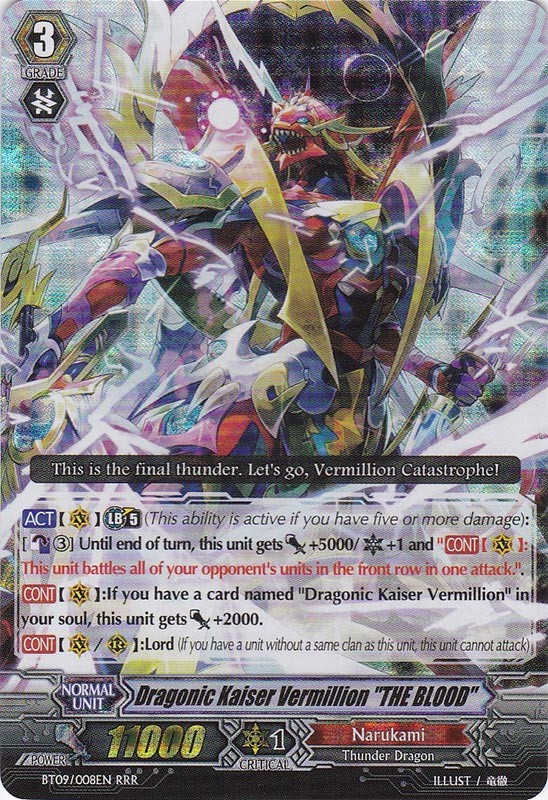 3
GRADE
This is the final thunder. Let's go, Vermillion Catastrophe!
ACT【 】LB 5 (This ability is active if you have five or more damage):
[ ③] Until end of turn, this unit gets +5000/ +1 and "CONT【 】:
This unit battles all of your opponent's units in the front row in one attack.".
CONT【 】:If you have a card named "Dragonic Kaiser Vermillion" in
your soul, this unit gets +2000.
CONT【 / 】:Lord (If you have a unit without a same clan as this unit, this unit cannot attack)
NORMAL
UNIT
Dragonic Kaiser Vermillion "THE BLOOD"
POWER
11000
1
CRITICAL
Narukami
Thunder Dragon
BT09/008EN RRR
ILLUST / 竜徹